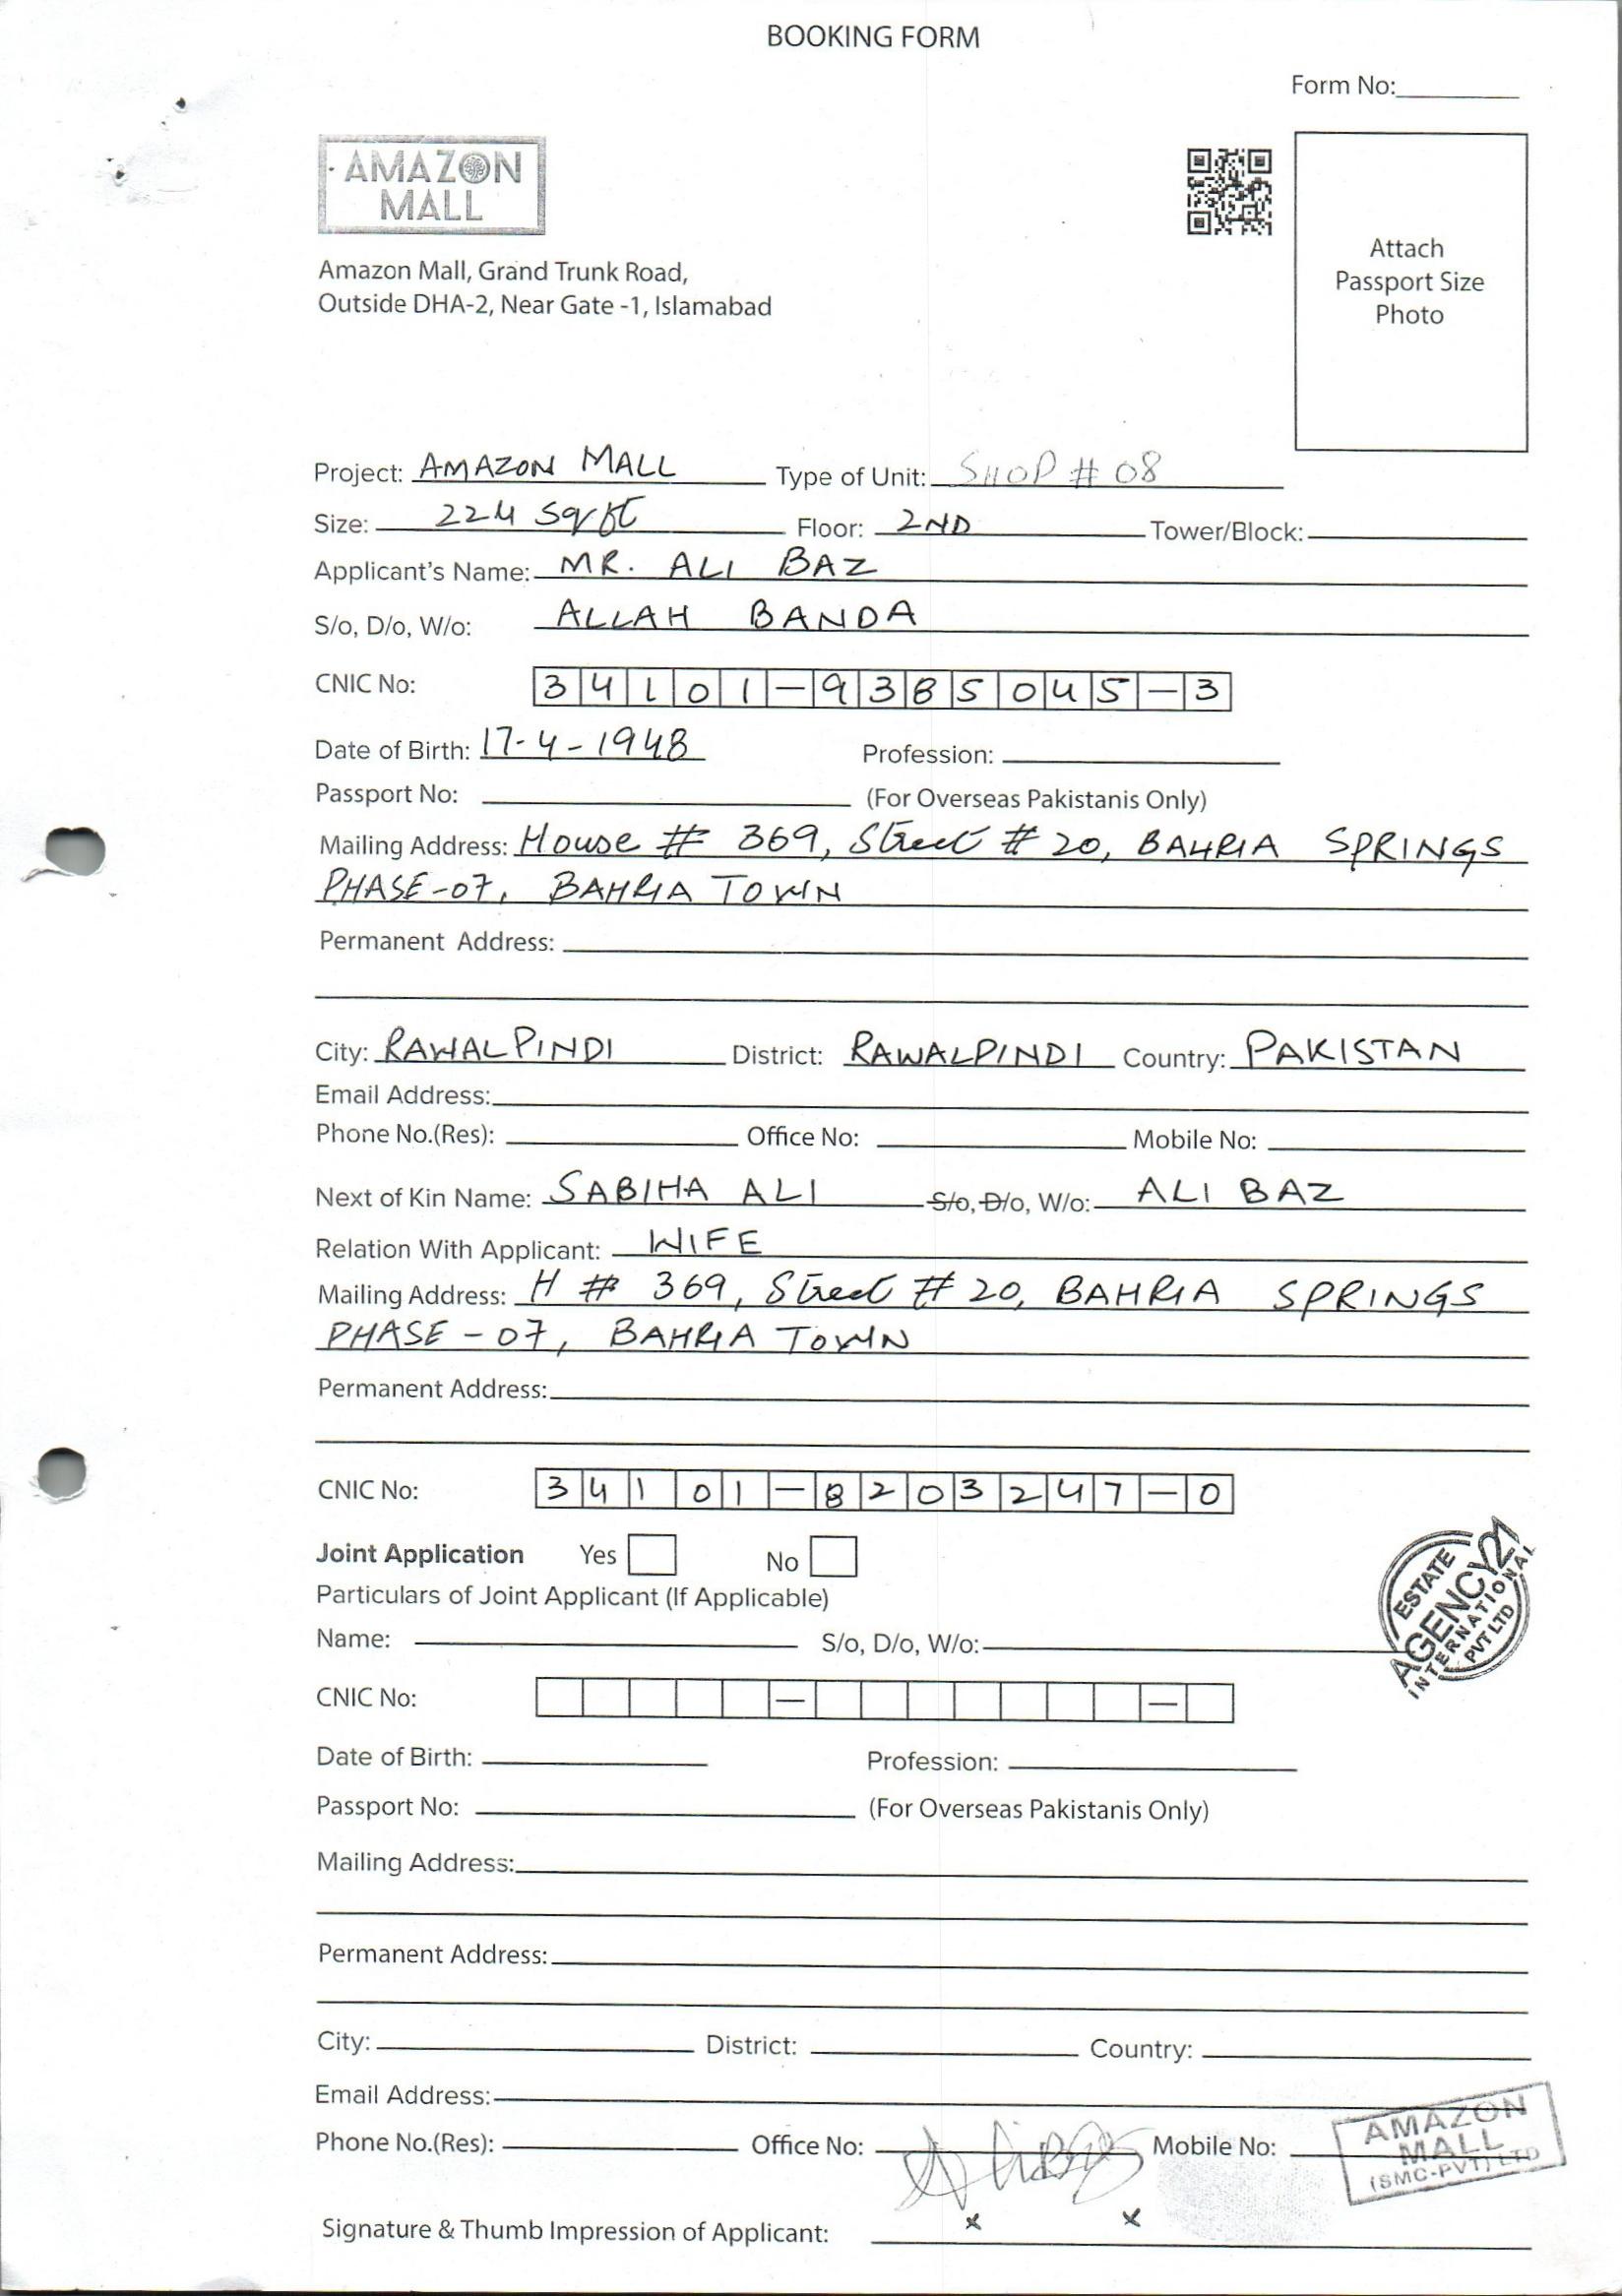 BOOKING FORM
Form No:
AMAZON
MALL
Amazon Mall, Grand Trunk Road,
Outside DHA-2, Near Gate -1, Islamabad
Attach
Passport Size
Photo
Project: AMAZON MALL Type of Unit: SHOP # 08
Size: 224 Sqft Floor: 2ND Tower/Block:
Applicant's Name: MR. ALI BAZ
S/o, D/o, W/o: ALLAH BANDA
CNIC No: 34101-9385045-3
Date of Birth: 17-4-1948 Profession:
Passport No: (For Overseas Pakistanis Only)
Mailing Address: House # 369, Street # 20, BAHRIA SPRINGS
PHASE-07, BAHRIA TOWN
Permanent Address:
City: RAWALPINDI District: RAWALPINDI Country: PAKISTAN
Email Address:
Phone No.(Res): Office No: Mobile No:
Next of Kin Name: SABIHA ALI S/o, D/o, W/o: ALI BAZ
Relation With Applicant: WIFE
Mailing Address: H # 369, Street # 20, BAHRIA SPRINGS
PHASE - 07, BAHRIA TOWN
Permanent Address:
CNIC No: 34101-8203247-0
Joint Application Yes No
Particulars of Joint Applicant (If Applicable)
Name: S/o, D/o, W/o:
ESTATE
AGENCY21
INTERNATIONAL
PVT LTD
CNIC No: - -
Date of Birth: Profession:
Passport No: (For Overseas Pakistanis Only)
Mailing Address:
Permanent Address:
City: District: Country:
Email Address:
Phone No.(Res): Office No: Mobile No:
AMAZON
MALL
(SMC-PVT) LTD
Signature & Thumb Impression of Applicant: x x